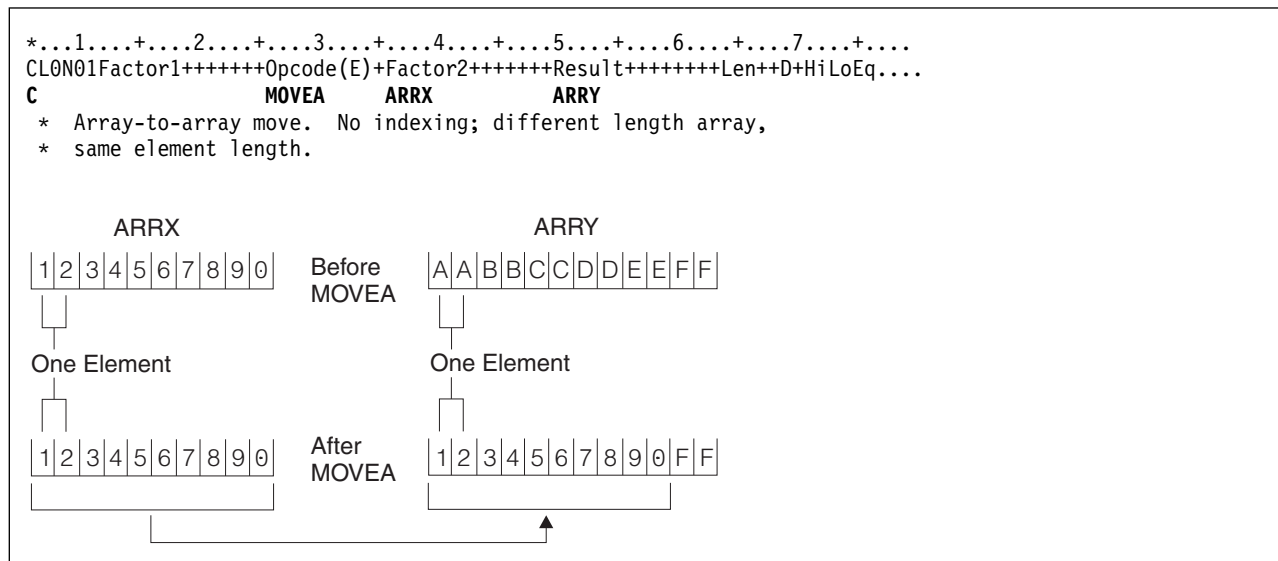 *...1....+....2....+....3....+....4....+....5....+....6....+....7....+....
CL0N01Factor1+++++++Opcode(E)+Factor2+++++++Result++++++++Len++D+HiLoEq....
C                   MOVEA     ARRX          ARRY
 *  Array-to-array move.  No indexing; different length array,
 *  same element length.
ARRX ARRY
1 2 3 4 5 6 7 8 9 0 Before MOVEA A A B B C C D D E E F F
One Element One Element
1 2 3 4 5 6 7 8 9 0 After MOVEA 1 2 3 4 5 6 7 8 9 0 F F